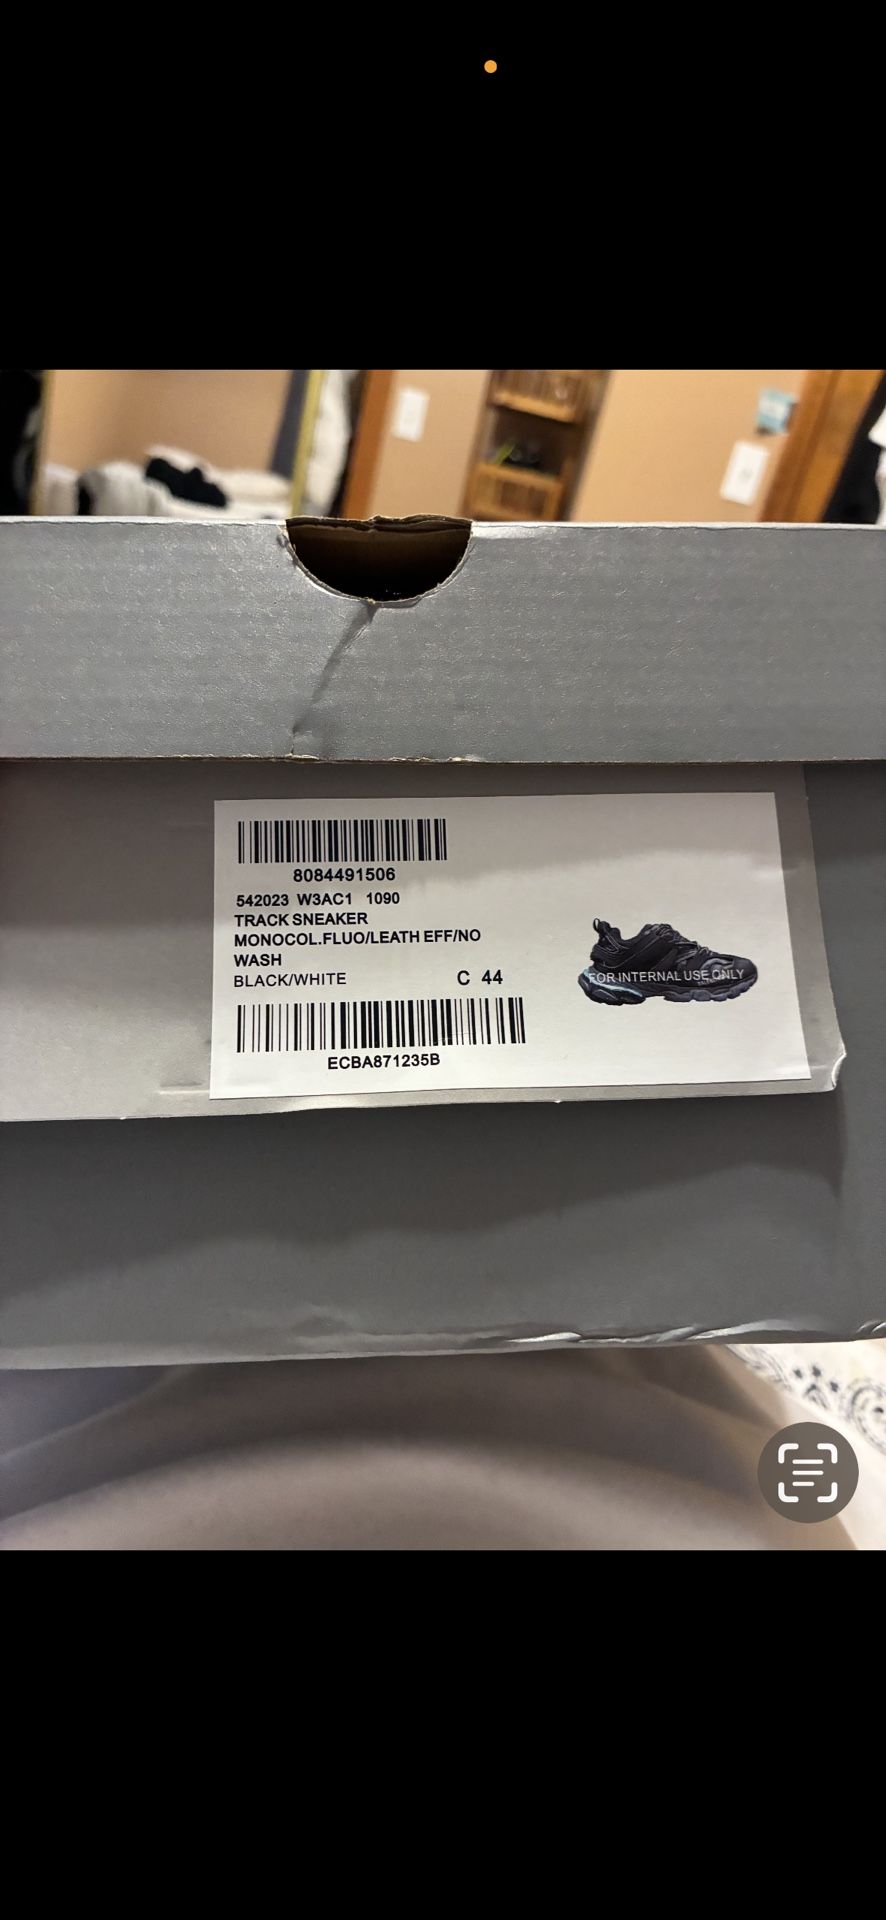 8084491506
542023 W3AC1 1090
TRACK SNEAKER
MONOCOL.FLUO/LEATH EFF/NO
WASH
BLACK/WHITE C 44
FOR INTERNAL USE ONLY
ECBA871235B